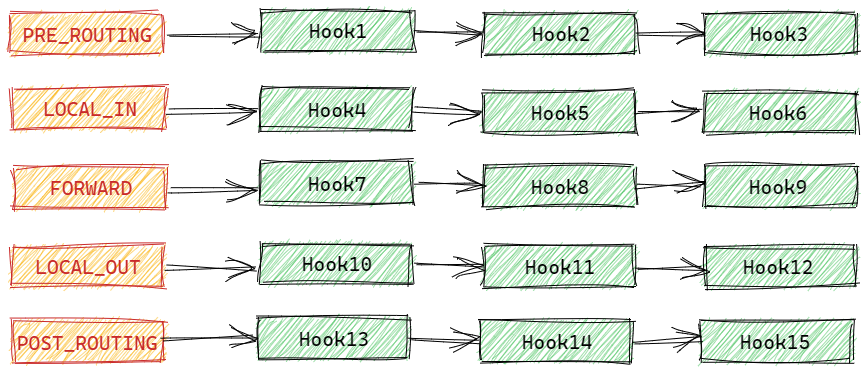 PRE_ROUTING Hook1 Hook2 Hook3
LOCAL_IN Hook4 Hook5 Hook6
FORWARD Hook7 Hook8 Hook9
LOCAL_OUT Hook10 Hook11 Hook12
POST_ROUTING Hook13 Hook14 Hook15